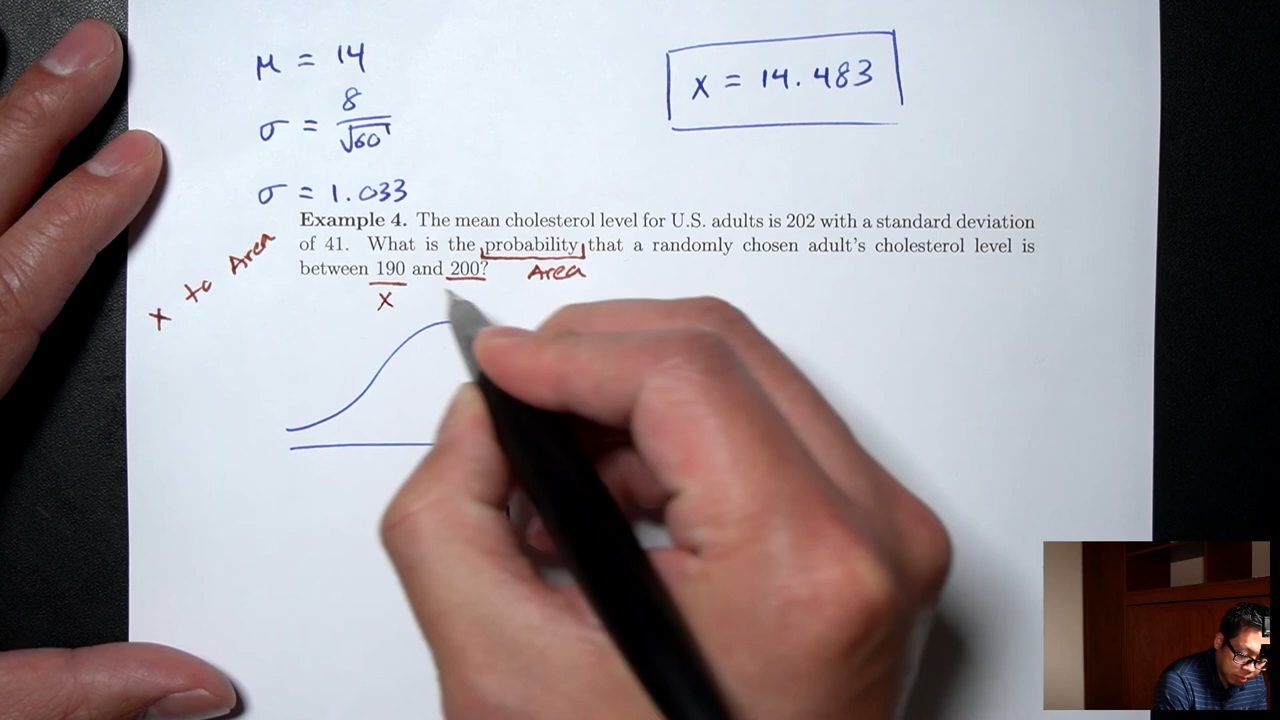 μ = 14
σ = 8/√60
σ = 1.033
x = 14.483
Example 4. The mean cholesterol level for U.S. adults is 202 with a standard deviation
of 41. What is the probability that a randomly chosen adult's cholesterol level is
between 190 and 200?
Area
x
x to Area